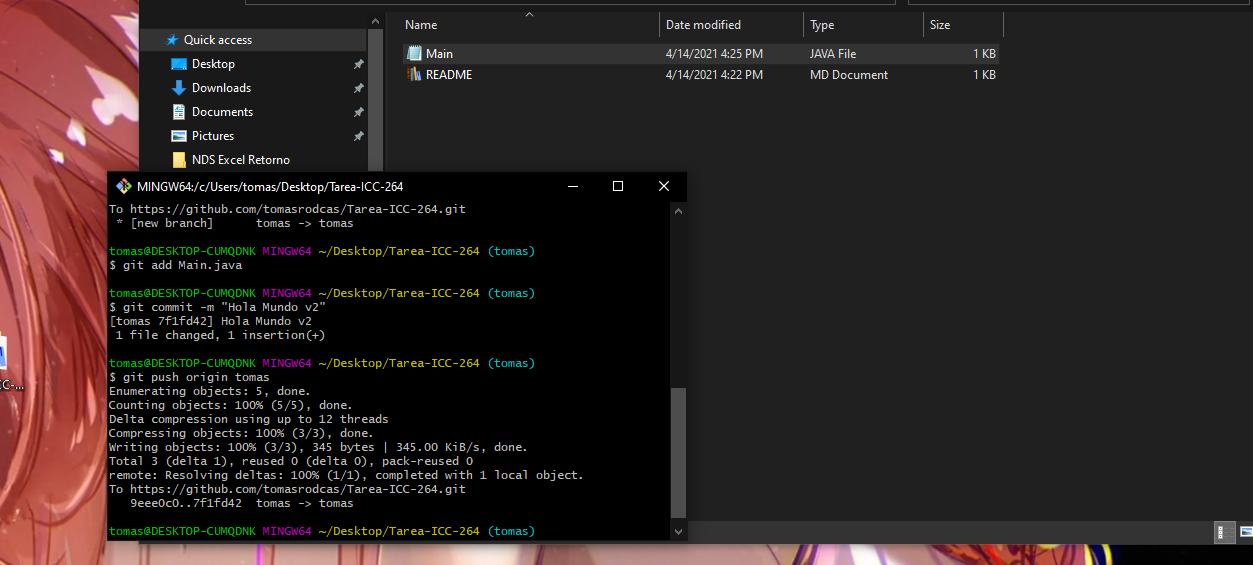 Name Date modified Type Size
Quick access
Main 4/14/2021 4:25 PM JAVA File 1 KB
Desktop
README 4/14/2021 4:22 PM MD Document 1 KB
Downloads
Documents
Pictures
NDS Excel Retorno
MINGW64:/c/Users/tomas/Desktop/Tarea-ICC-264
To https://github.com/tomasrodcas/Tarea-ICC-264.git
* [new branch] tomas -> tomas
tomas@DESKTOP-CUMQDNK MINGW64 ~/Desktop/Tarea-ICC-264 (tomas)
$ git add Main.java
tomas@DESKTOP-CUMQDNK MINGW64 ~/Desktop/Tarea-ICC-264 (tomas)
$ git commit -m "Hola Mundo v2"
[tomas 7f1fd42] Hola Mundo v2
1 file changed, 1 insertion(+)
tomas@DESKTOP-CUMQDNK MINGW64 ~/Desktop/Tarea-ICC-264 (tomas)
$ git push origin tomas
Enumerating objects: 5, done.
Counting objects: 100% (5/5), done.
Delta compression using up to 12 threads
Compressing objects: 100% (3/3), done.
Writing objects: 100% (3/3), 345 bytes | 345.00 KiB/s, done.
Total 3 (delta 1), reused 0 (delta 0), pack-reused 0
remote: Resolving deltas: 100% (1/1), completed with 1 local object.
To https://github.com/tomasrodcas/Tarea-ICC-264.git
9eee0c0..7f1fd42 tomas -> tomas
tomas@DESKTOP-CUMQDNK MINGW64 ~/Desktop/Tarea-ICC-264 (tomas)